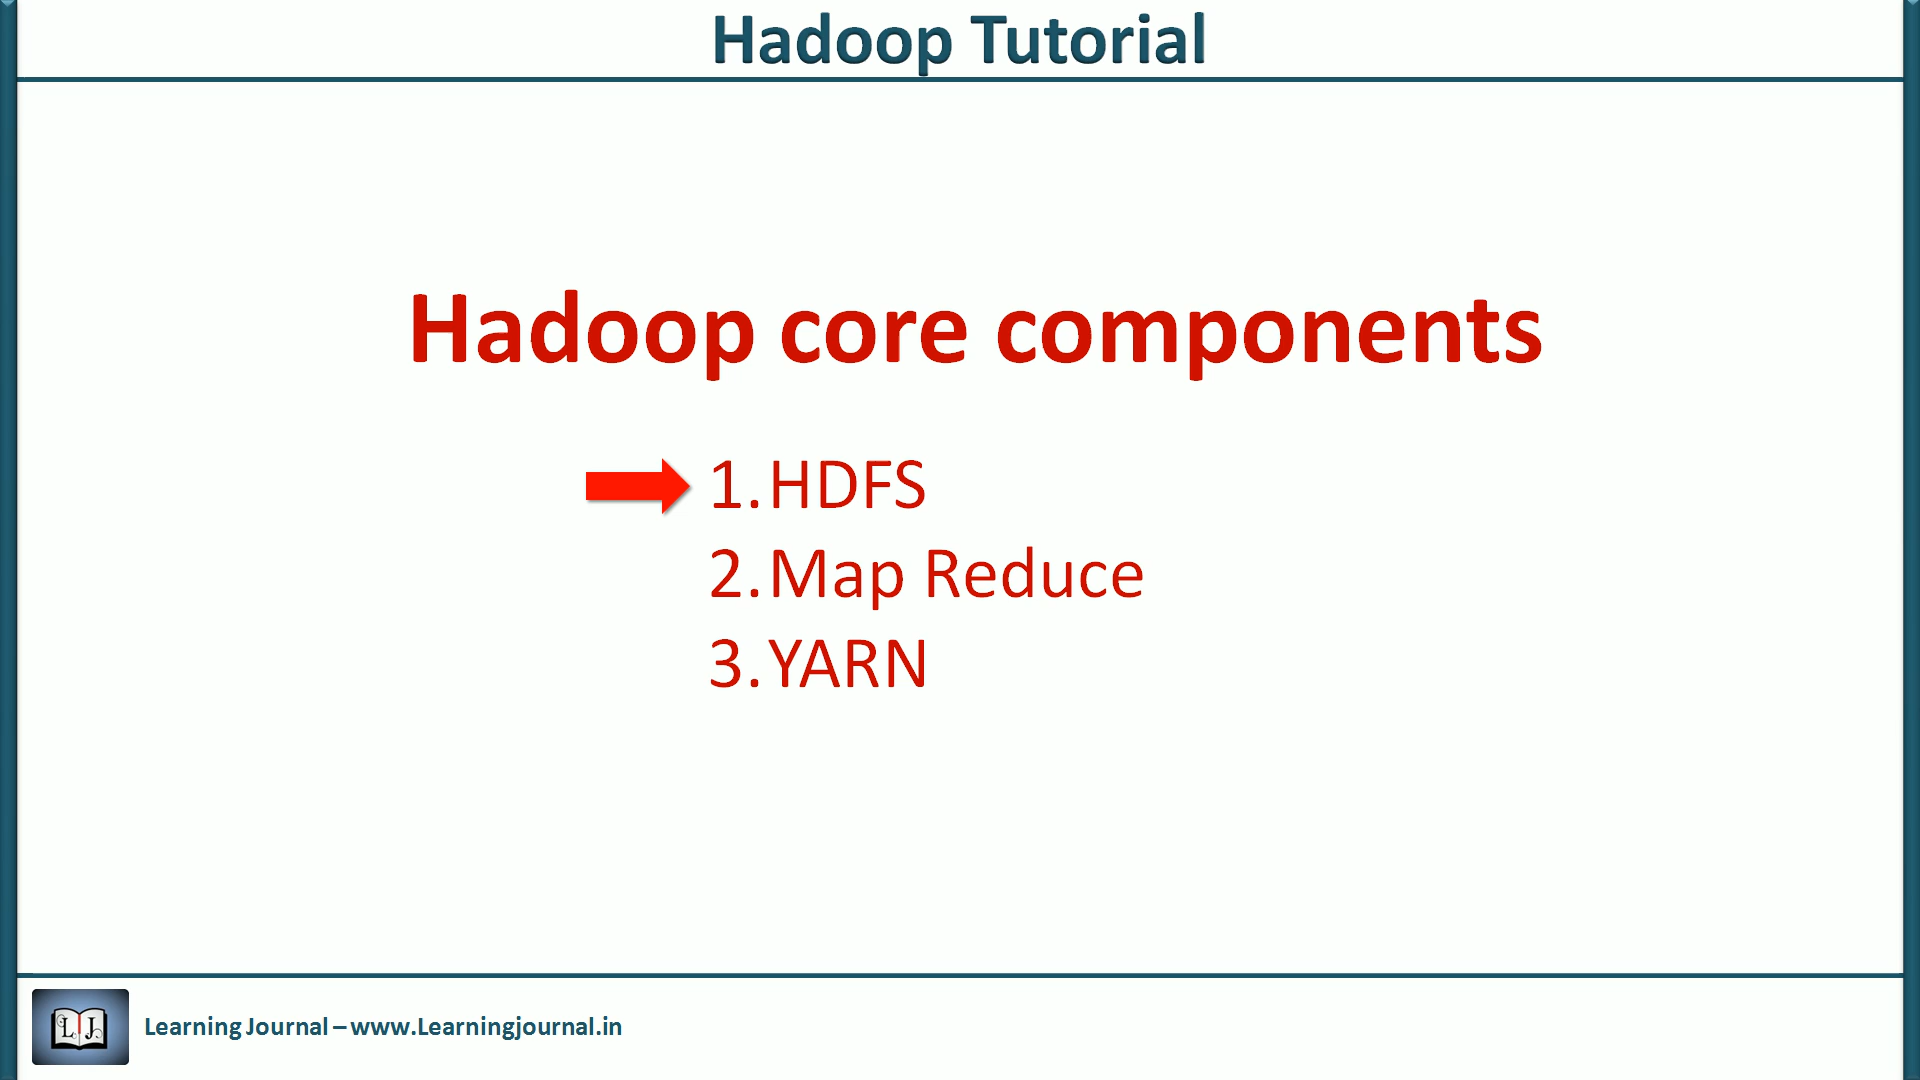 Hadoop Tutorial
Hadoop core components
1. HDFS
2. Map Reduce
3. YARN
L J
Learning Journal – www.Learningjournal.in